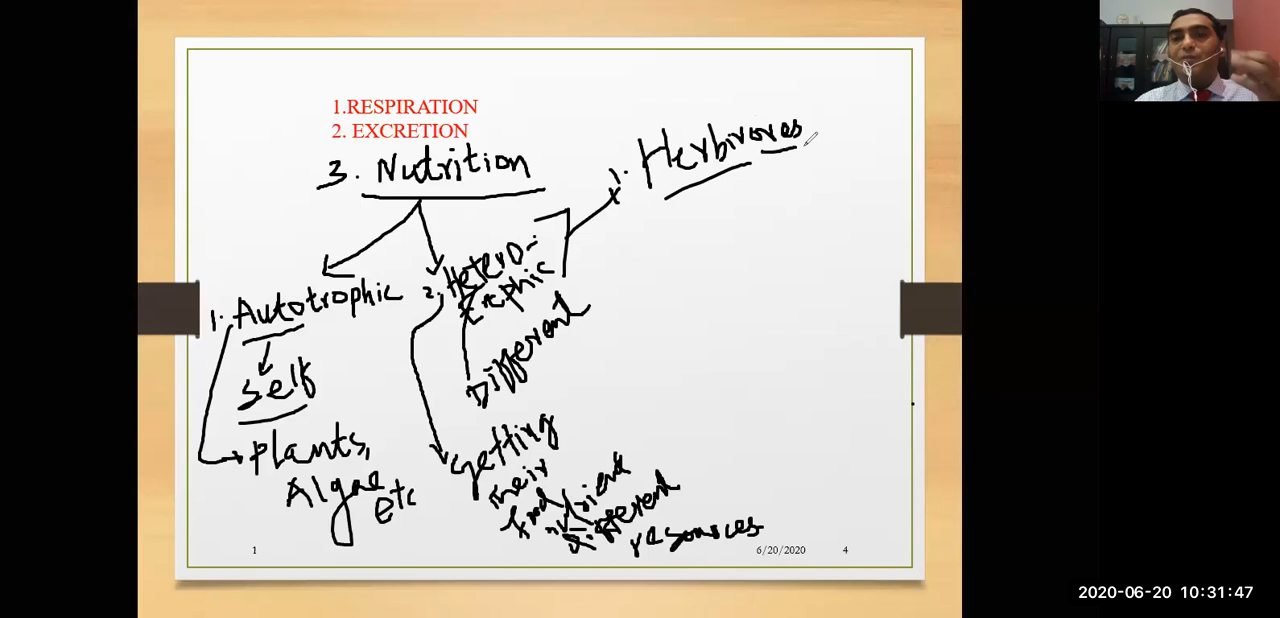 1.RESPIRATION
2. EXCRETION
3. Nutrition
1. Herbivores
1. Autotrophic
2. Hetero-
trophic
Self
Different
Plants,
Algae
etc
Getting
their
food
different
resources
1
6/20/2020
4
2020-06-20 10:31:47